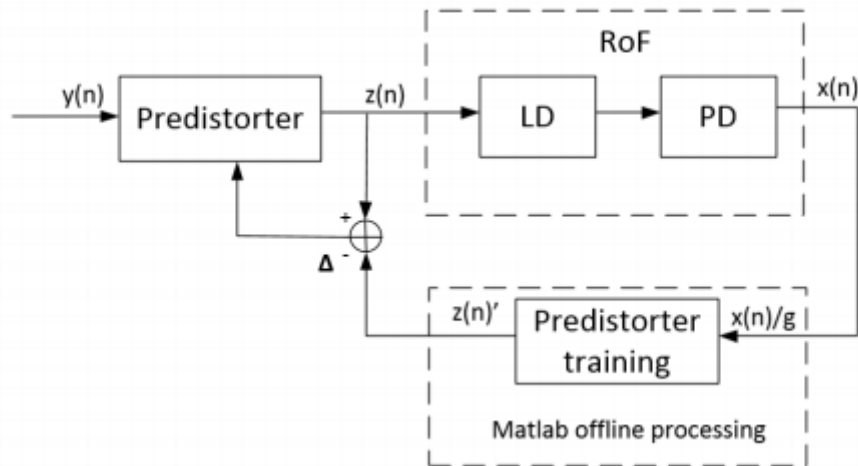 RoF
y(n)
Predistorter
z(n)
LD
PD
x(n)
+
Δ -
z(n)'
Predistorter
training
x(n)/g
Matlab offline processing